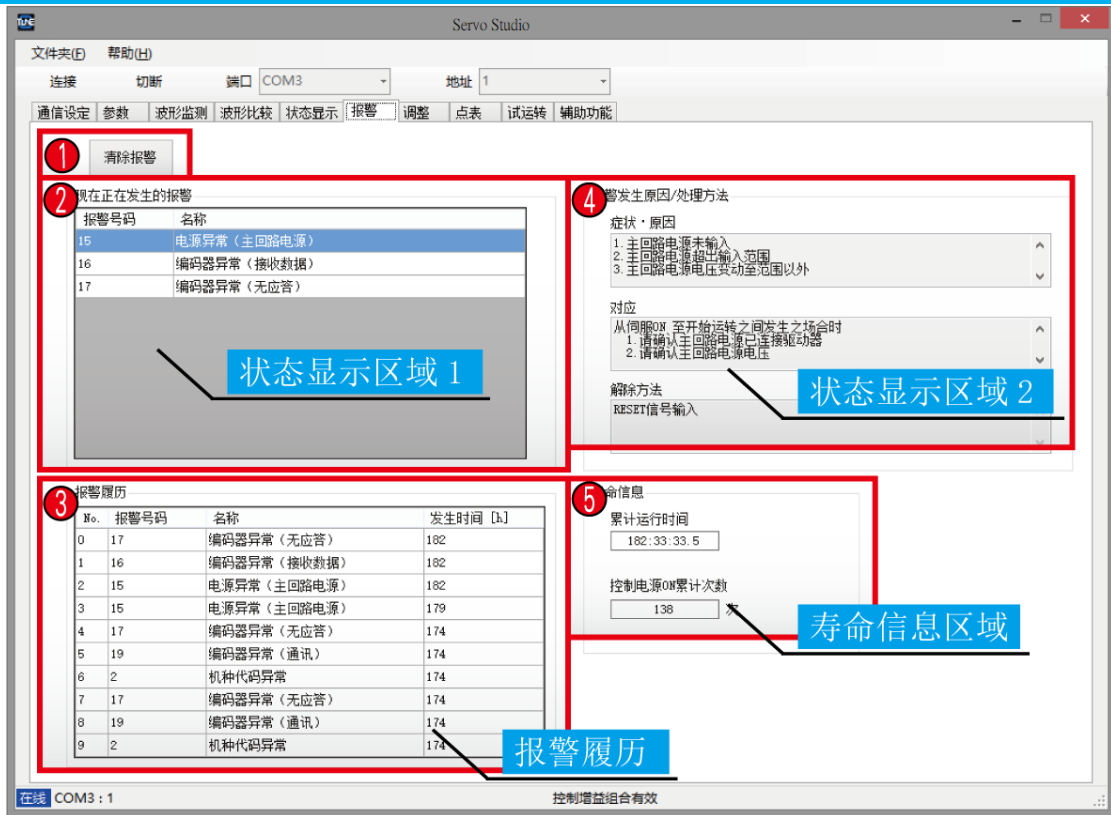 TUNE
Servo Studio
文件夹(F) 帮助(H)
连接 切断 端口 COM3 地址 1
通信设定 参数 波形监测 波形比较 状态显示 报警 调整 点表 试运转 辅助功能
1 清除报警
2 现在正在发生的报警
报警号码 名称
15 电源异常（主回路电源）
16 编码器异常（接收数据）
17 编码器异常（无应答）
状态显示区域 1
4 警发生原因/处理方法
症状・原因
1.主回路电源未输入
2.主回路电源超出输入范围
3.主回路电源电压变动至范围以外
对应
从伺服ON 至开始运转之间发生之场合时
1.请确认主回路电源已连接驱动器
2.请确认主回路电源电压
状态显示区域 2
解除方法
RESET信号输入
3 报警履历
No. 报警号码 名称 发生时间 [h]
0 17 编码器异常（无应答） 182
1 16 编码器异常（接收数据） 182
2 15 电源异常（主回路电源） 182
3 15 电源异常（主回路电源） 179
4 17 编码器异常（无应答） 174
5 19 编码器异常（通讯） 174
6 2 机种代码异常 174
7 17 编码器异常（无应答） 174
8 19 编码器异常（通讯） 174
9 2 机种代码异常 174
报警履历
5 命信息
累计运行时间
182:33:33.5
控制电源ON累计次数
138 次
寿命信息区域
在线 COM3 : 1 控制增益组合有效